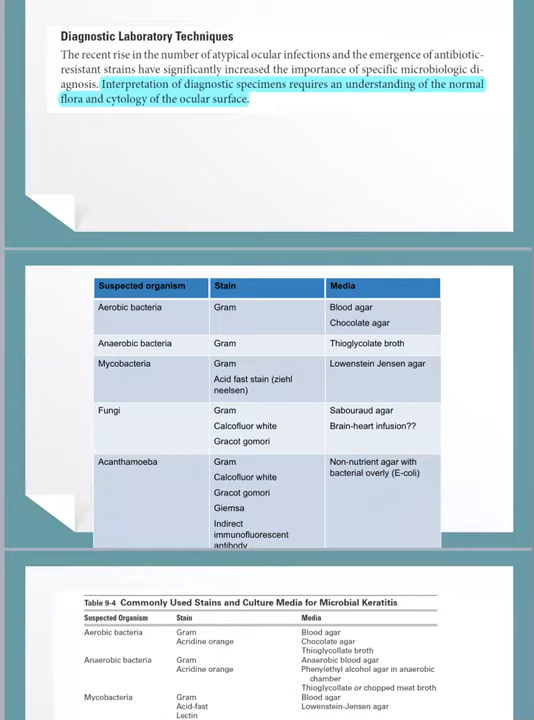 Diagnostic Laboratory Techniques
The recent rise in the number of atypical ocular infections and the emergence of antibiotic-
resistant strains have significantly increased the importance of specific microbiologic di-
agnosis. Interpretation of diagnostic specimens requires an understanding of the normal
flora and cytology of the ocular surface.
Suspected organism Stain Media
Aerobic bacteria Gram Blood agar
Chocolate agar
Anaerobic bacteria Gram Thioglycolate broth
Mycobacteria Gram Lowenstein Jensen agar
Acid fast stain (ziehl
neelsen)
Fungi Gram Sabouraud agar
Calcofluor white Brain-heart infusion??
Gracot gomori
Acanthamoeba Gram Non-nutrient agar with
Calcofluor white bacterial overly (E-coli)
Gracot gomori
Giemsa
Indirect
immunofluorescent
antibody
Table 9-4 Commonly Used Stains and Culture Media for Microbial Keratitis
Suspected Organism Stain Media
Aerobic bacteria Gram Blood agar
Acridine orange Chocolate agar
Thioglycollate broth
Anaerobic bacteria Gram Anaerobic blood agar
Acridine orange Phenylethyl alcohol agar in anaerobic
chamber
Thioglycollate or chopped meat broth
Mycobacteria Gram Blood agar
Acid-fast Lowenstein-Jensen agar
Lectin